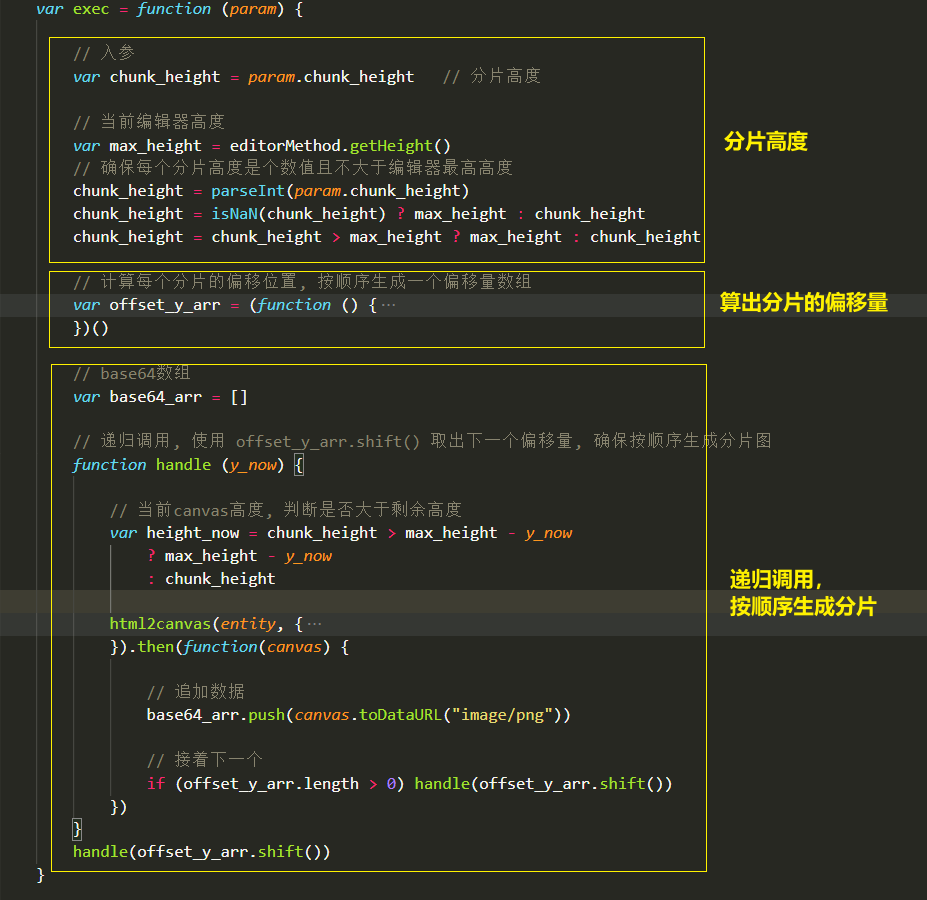 var exec = function (param) {
// 入参
var chunk_height = param.chunk_height // 分片高度
// 当前编辑器高度
var max_height = editorMethod.getHeight()
// 确保每个分片高度是个数值且不大于编辑器最高高度
chunk_height = parseInt(param.chunk_height)
chunk_height = isNaN(chunk_height) ? max_height : chunk_height
chunk_height = chunk_height > max_height ? max_height : chunk_height
分片高度
// 计算每个分片的偏移位置, 按顺序生成一个偏移量数组
var offset_y_arr = (function () {…
})()
算出分片的偏移量
// base64数组
var base64_arr = []
// 递归调用, 使用 offset_y_arr.shift() 取出下一个偏移量, 确保按顺序生成分片图
function handle (y_now) {
// 当前canvas高度, 判断是否大于剩余高度
var height_now = chunk_height > max_height - y_now
? max_height - y_now
: chunk_height
html2canvas(entity, {…
}).then(function(canvas) {
// 追加数据
base64_arr.push(canvas.toDataURL("image/png"))
// 接着下一个
if (offset_y_arr.length > 0) handle(offset_y_arr.shift())
})
}
handle(offset_y_arr.shift())
}
递归调用，
按顺序生成分片